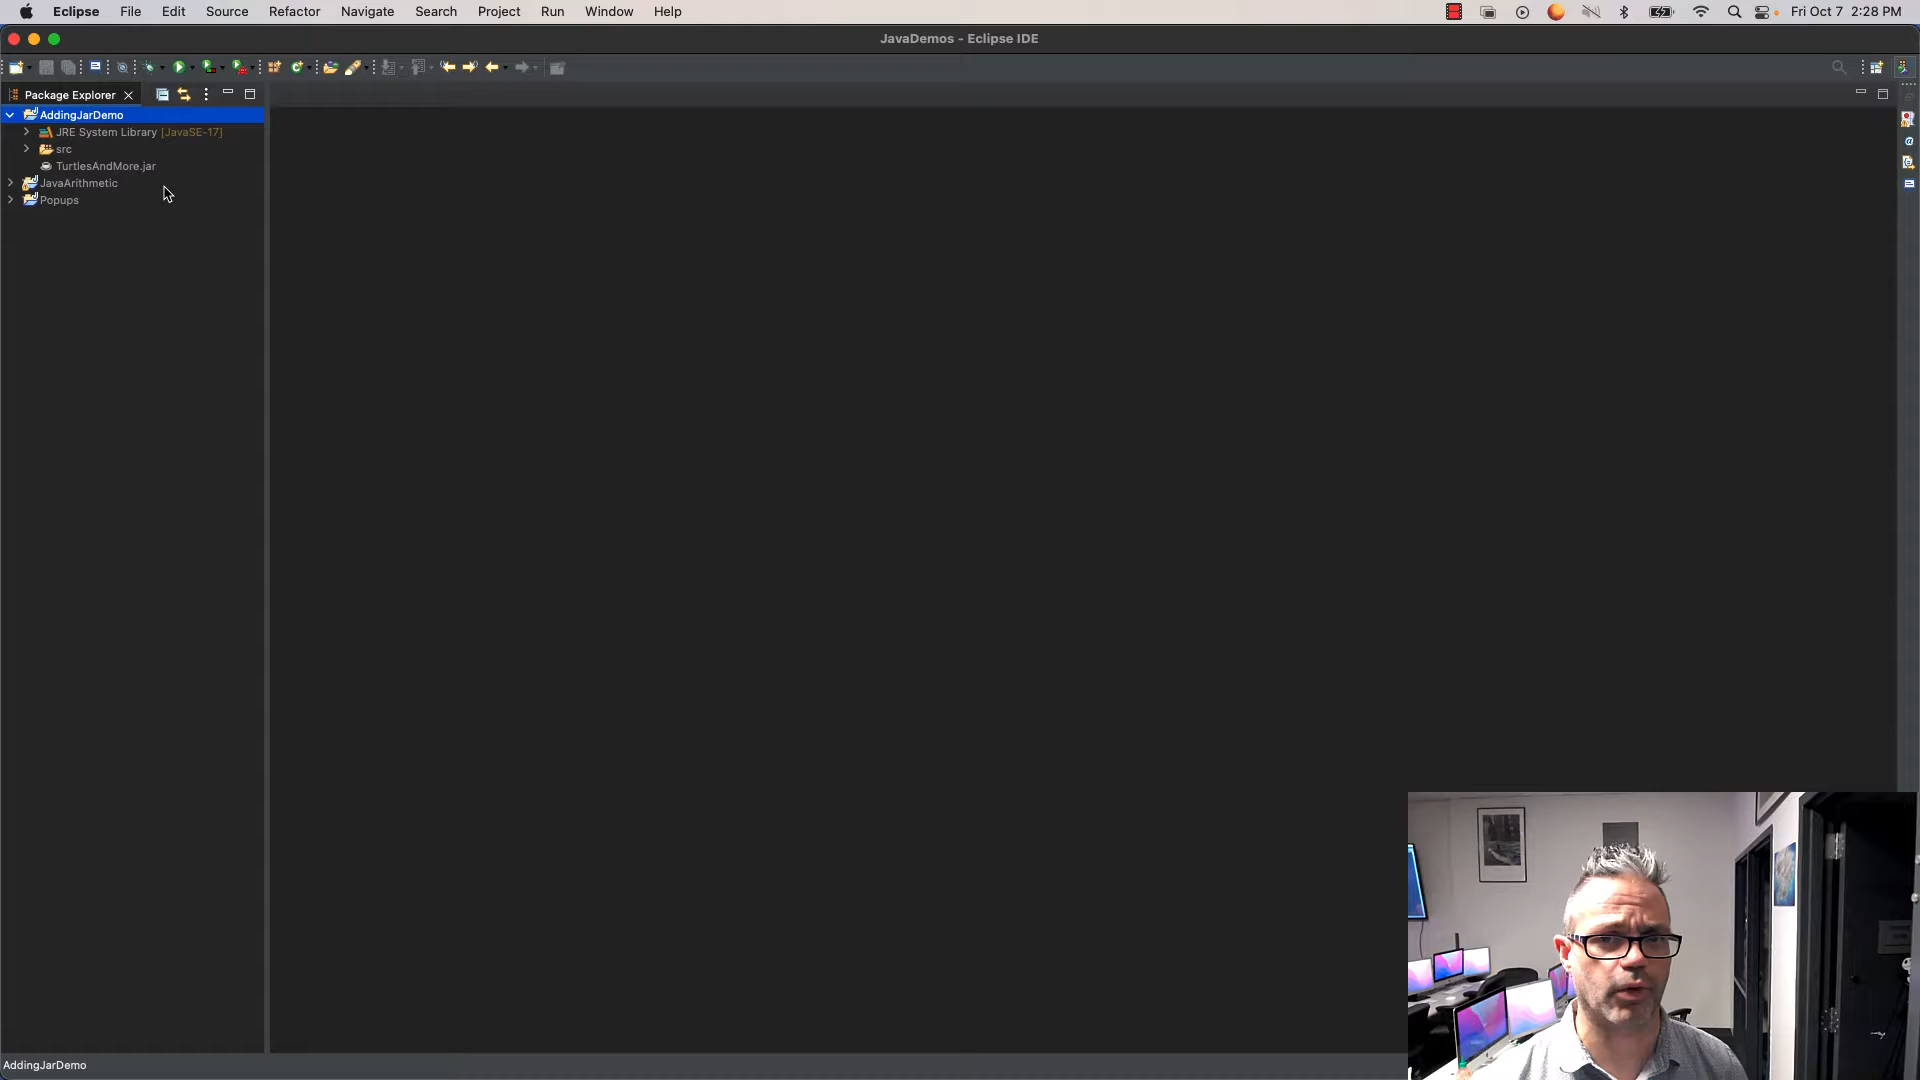 Eclipse File Edit Source Refactor Navigate Search Project Run Window Help Fri Oct 7 2:28 PM
JavaDemos - Eclipse IDE
Package Explorer
AddingJarDemo
JRE System Library [JavaSE-17]
src
TurtlesAndMore.jar
JavaArithmetic
Popups
AddingJarDemo